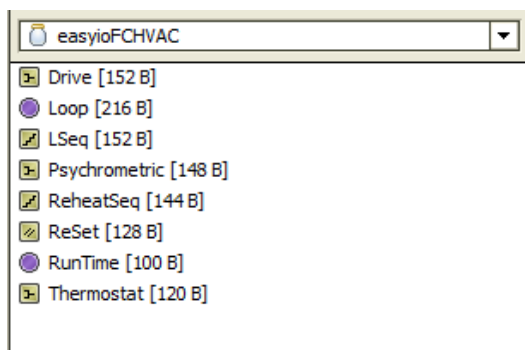 easyioFCHVAC
Drive [152 B]
Loop [216 B]
LSeq [152 B]
Psychrometric [148 B]
ReheatSeq [144 B]
ReSet [128 B]
RunTime [100 B]
Thermostat [120 B]